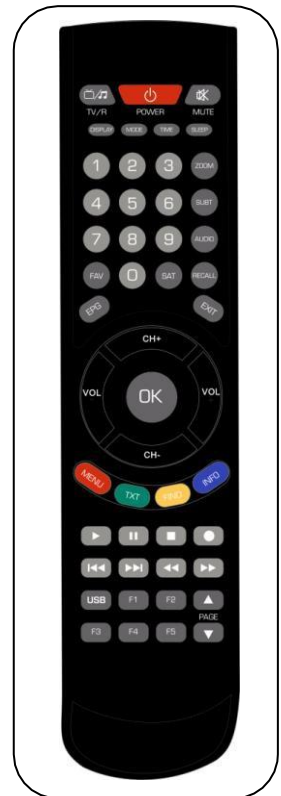 TV/R POWER MUTE
DISPLAY MODE TIME SLEEP
1 2 3 ZOOM
4 5 6 SUBT
7 8 9 AUDIO
FAV 0 SAT RECALL
EPG EXIT
CH+
VOL OK VOL
CH-
MENU TXT FIND INFO
USB F1 F2
PAGE
F3 F4 F5